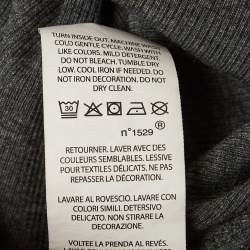 TURN INSIDE OUT. MACHINE WASH
COLD GENTLE CYCLE, WASH WITH
LIKE COLORS. MILD DETERGENT.
DO NOT BLEACH. TUMBLE DRY
LOW. COOL IRON IF NEEDED. DO
NOT IRON DECORATION. DO NOT
DRY CLEAN.
30
n°1529 ®
RETOURNER. LAVER AVEC DES
COULEURS SEMBLABLES. LESSIVE
POUR TEXTILES DÉLICATS. NE PAS
REPASSER LA DÉCORATION.
LAVARE AL ROVESCIO. LAVARE CON
COLORI SIMILI. DETERSIVO
DELICATO. NON STIRARE LA
DECORAZIONE.
VOLTEE LA PRENDA AL REVÉS.